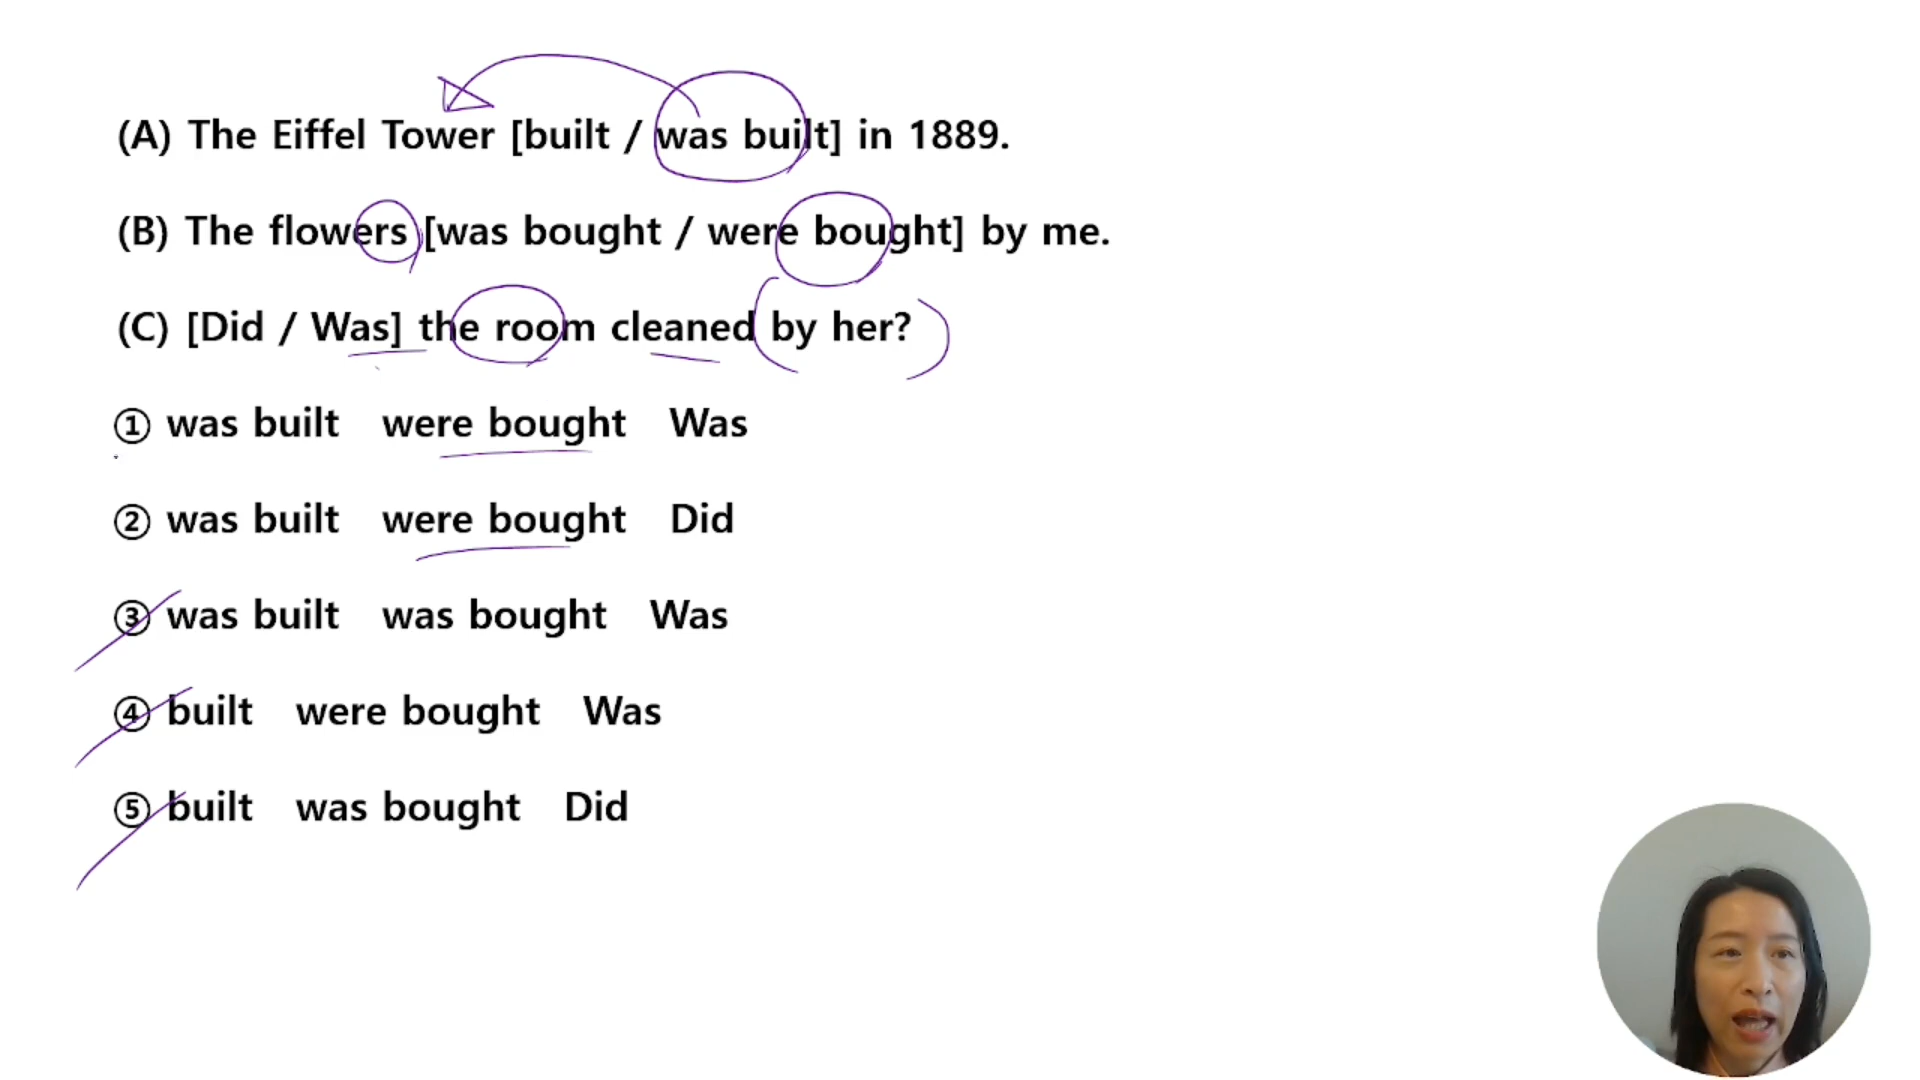 (A) The Eiffel Tower [built / was built] in 1889.
(B) The flowers [was bought / were bought] by me.
(C) [Did / Was] the room cleaned by her?
① was built were bought Was
② was built were bought Did
③ was built was bought Was
④ built were bought Was
⑤ built was bought Did